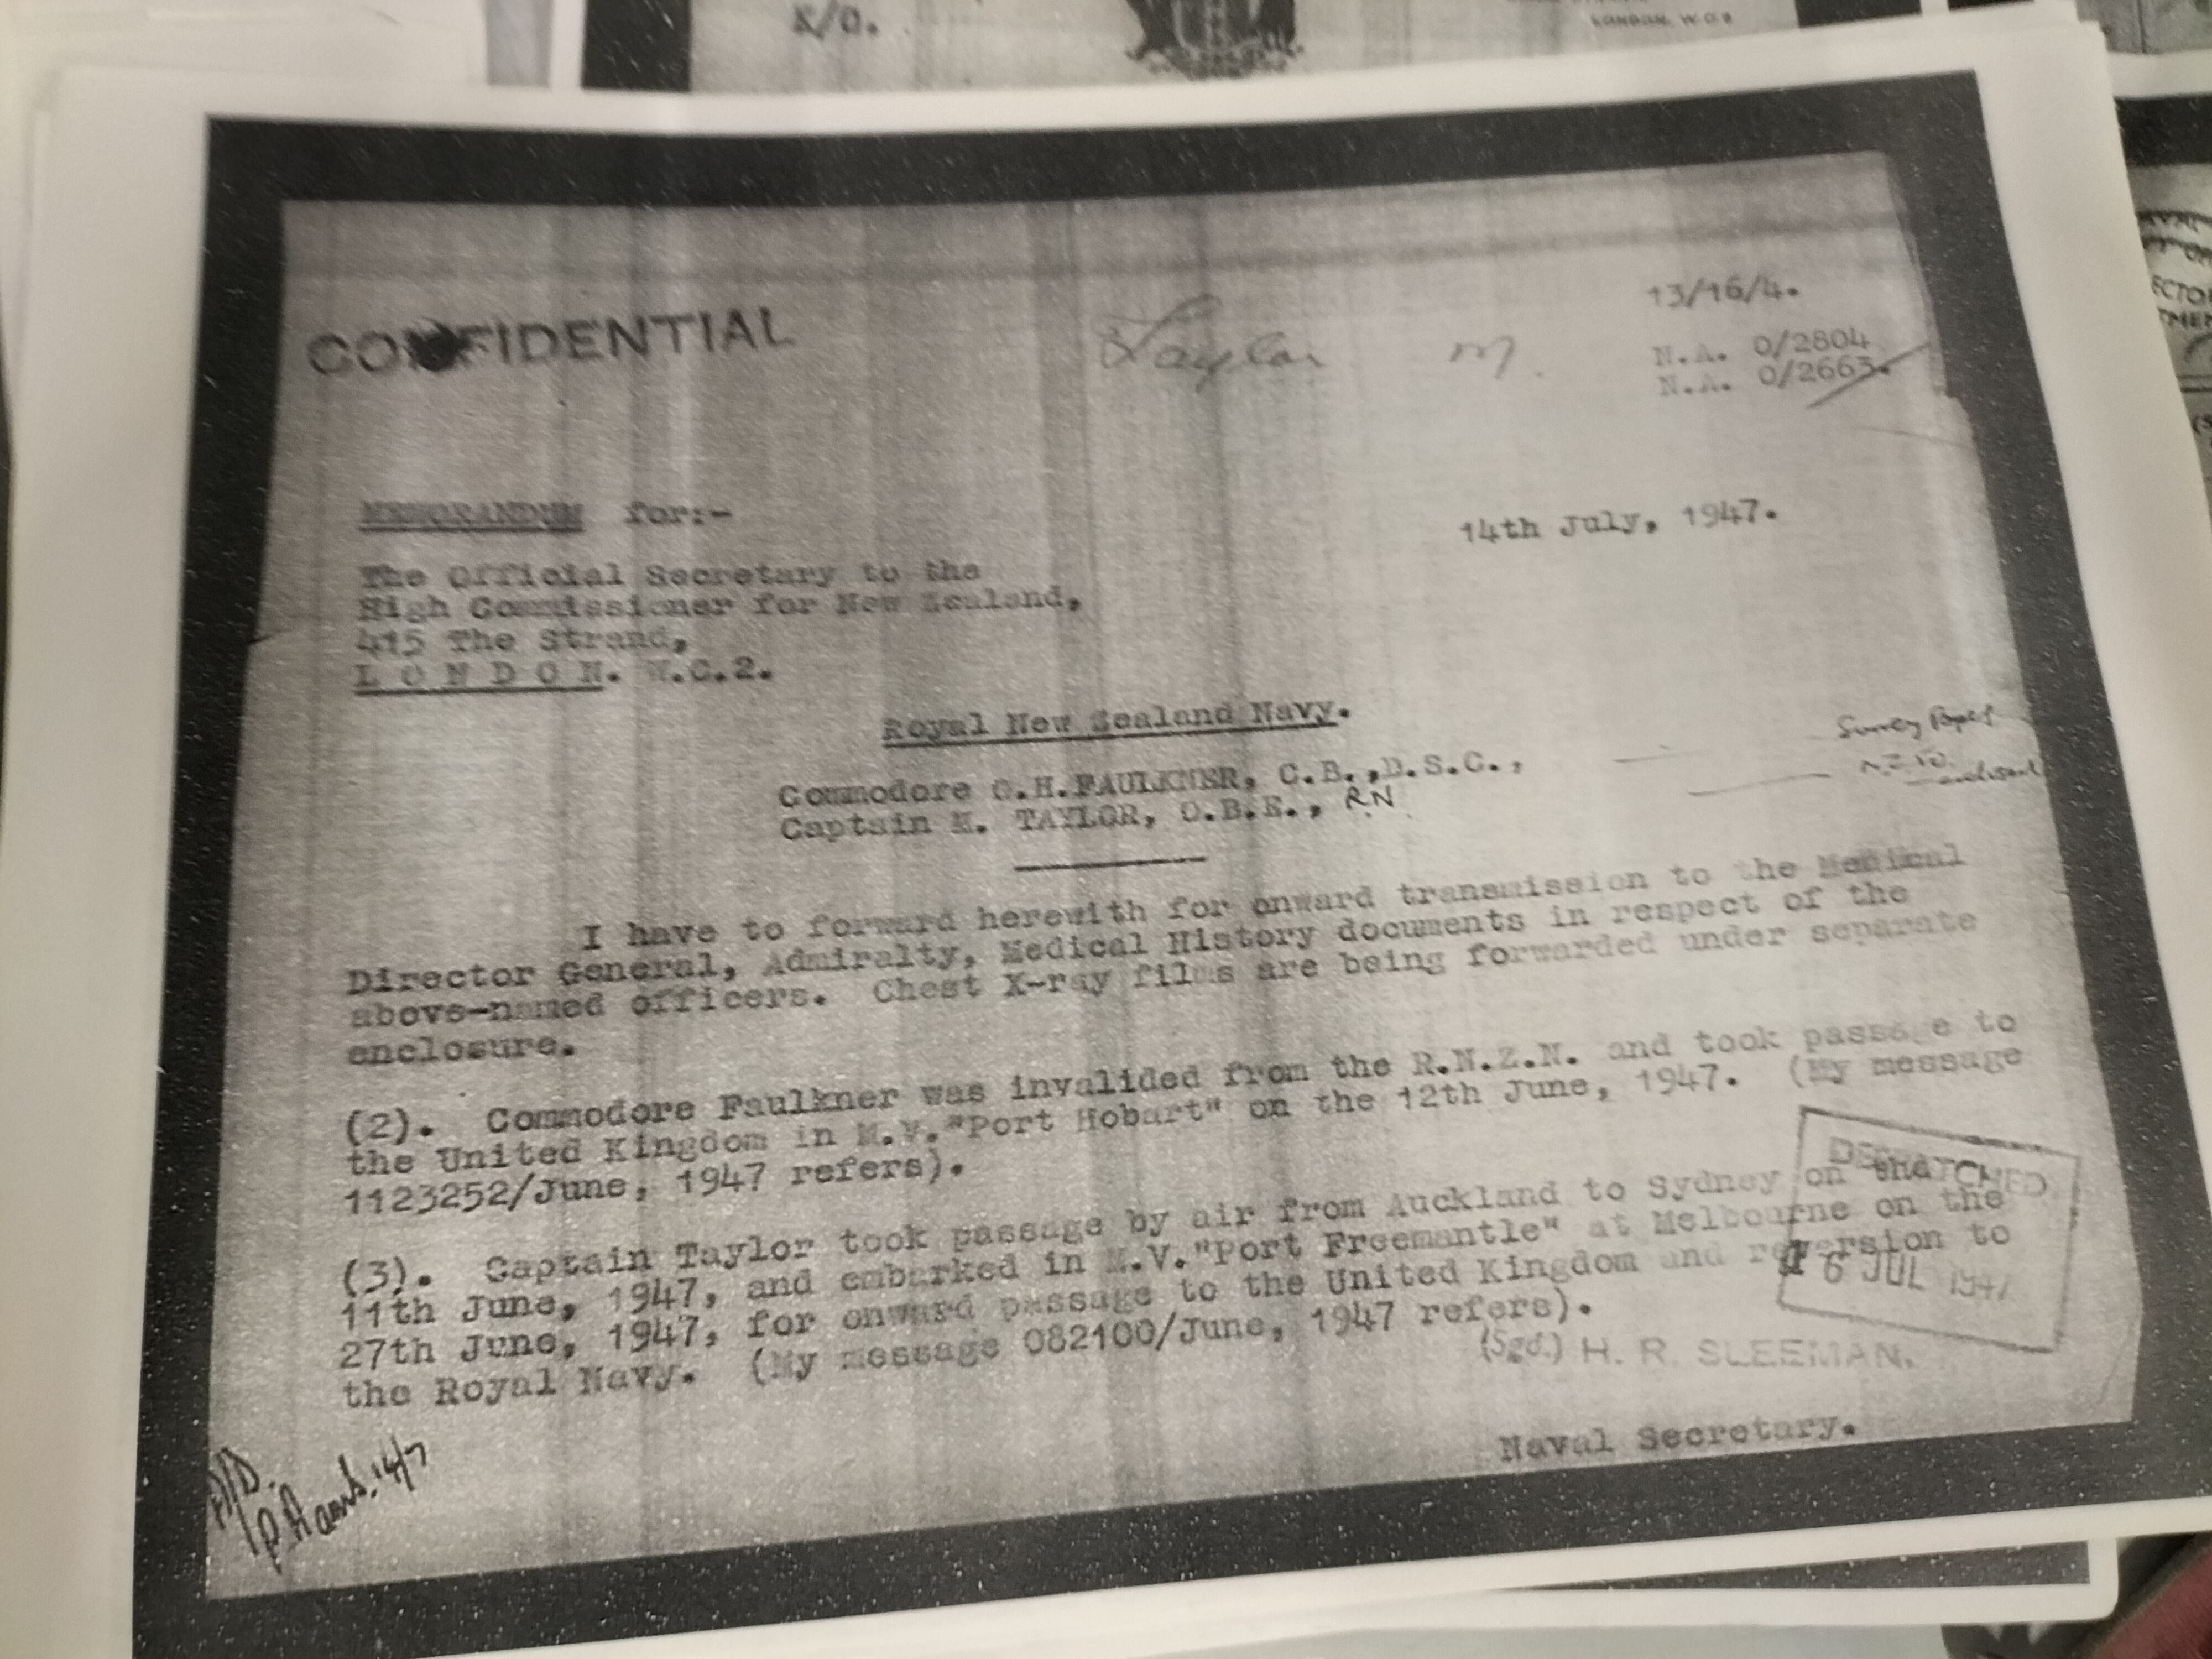 K/O.
LONDON, W.C.2
CONFIDENTIAL
Taylor M.
13/16/4.
N.A. 0/2804
N.A. 0/2663.
MEMORANDUM for:-
14th July, 1947.
The Official Secretary to the
High Commissioner for New Zealand,
415 The Strand,
L O N D O N. W.C.2.
Royal New Zealand Navy.
Commodore G.H.FAULKNER, C.B.,D.S.C.,
Captain M. TAYLOR, O.B.E., RN
I have to forward herewith for onward transmission to the Medical
Director General, Admiralty, Medical History documents in respect of the
above-named officers. Chest X-ray films are being forwarded under separate
enclosure.
(2). Commodore Faulkner was invalided from the R.N.Z.N. and took passage to
the United Kingdom in M.V."Port Hobart" on the 12th June, 1947. (My message
1123252/June, 1947 refers).
(3). Captain Taylor took passage by air from Auckland to Sydney on the
11th June, 1947, and embarked in M.V."Port Freemantle" at Melbourne on the
27th June, 1947, for onward passage to the United Kingdom and reversion to
the Royal Navy. (My message 082100/June, 1947 refers).
DESPATCHED
16 JUL 1947
(Sgd.) H. R. SLEEMAN.
Naval Secretary.
14/7